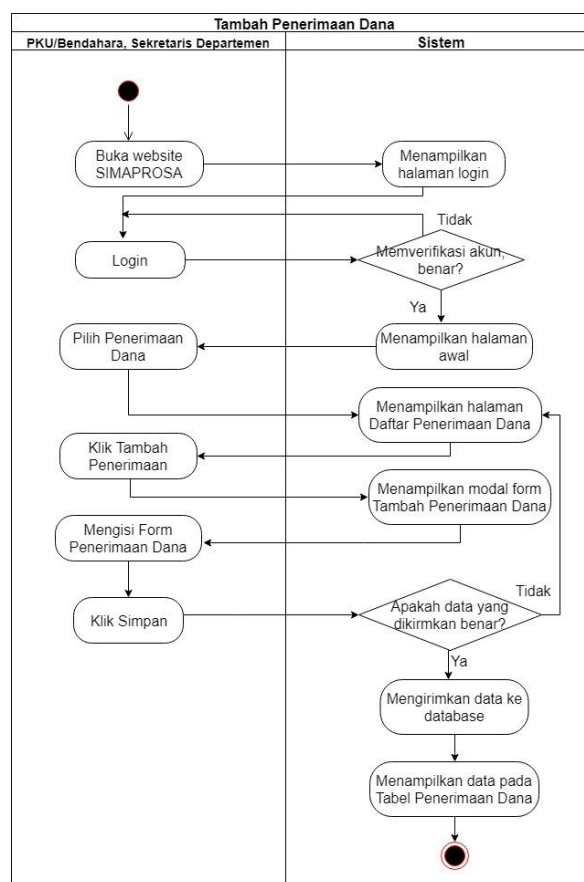 Tambah Penerimaan Dana
PKU/Bendahara, Sekretaris Departemen
Sistem
Buka website
SIMAPROSA
Menampilkan
halaman login
Tidak
Login
Memverifikasi akun,
benar?
Ya
Pilih Penerimaan
Dana
Menampilkan halaman
awal
Menampilkan halaman
Daftar Penerimaan Dana
Klik Tambah
Penerimaan
Menampilkan modal form
Tambah Penerimaan Dana
Mengisi Form
Penerimaan Dana
Tidak
Klik Simpan
Apakah data yang
dikirmkan benar?
Ya
Mengirimkan data ke
database
Menampilkan data pada
Tabel Penerimaan Dana